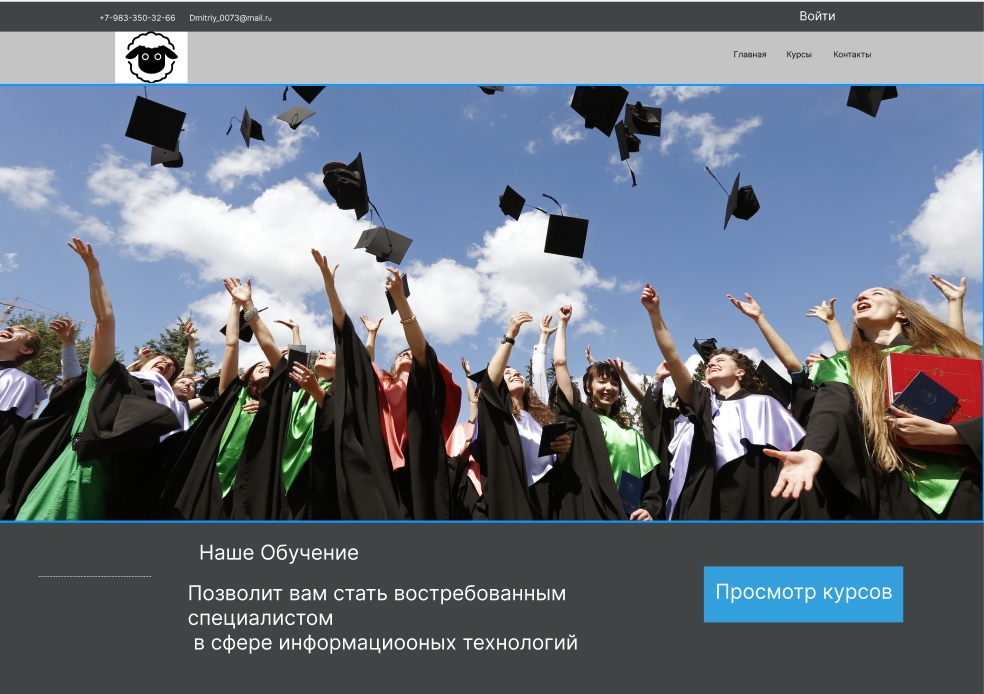 +7-983-350-32-66 Dmitriy_0073@mail.ru
Войти
Главная Курсы Контакты
Наше Обучение
Позволит вам стать востребованным
специалистом
в сфере информациооных технологий
Просмотр курсов